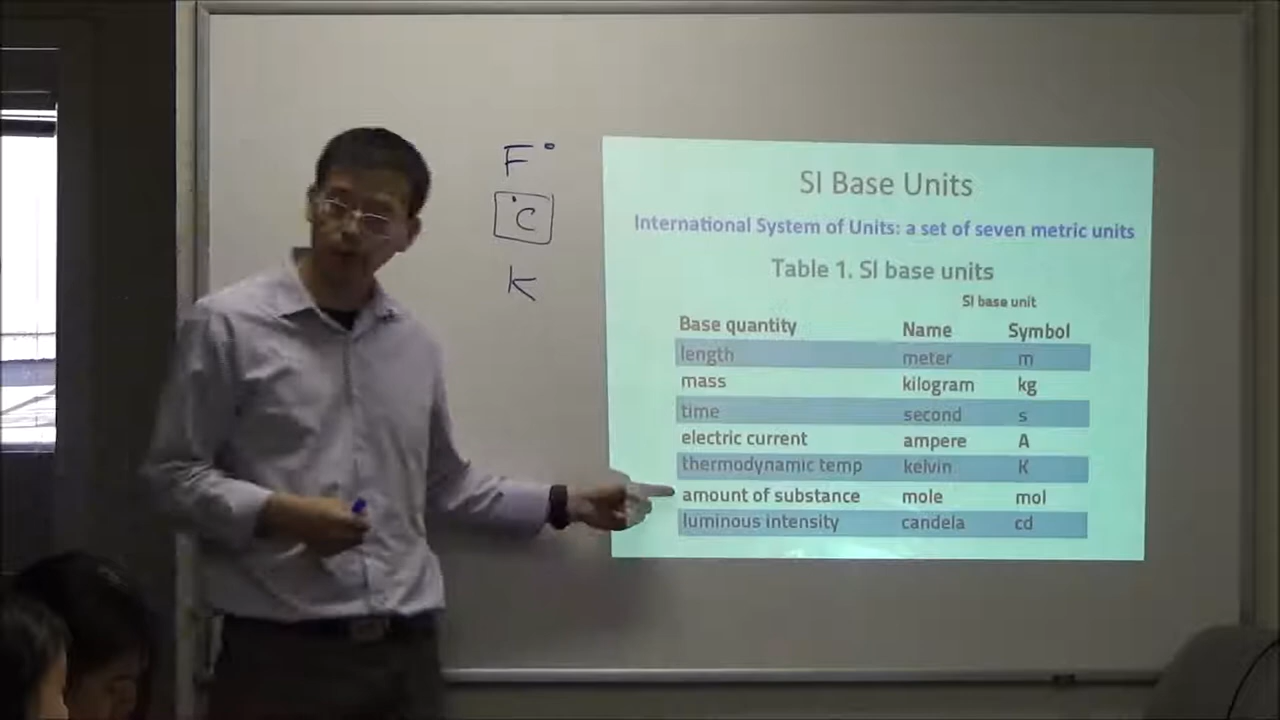 F°
°C
K
SI Base Units
International System of Units: a set of seven metric units
Table 1. SI base units
SI base unit
Base quantity Name Symbol
length meter m
mass kilogram kg
time second s
electric current ampere A
thermodynamic temp kelvin K
amount of substance mole mol
luminous intensity candela cd